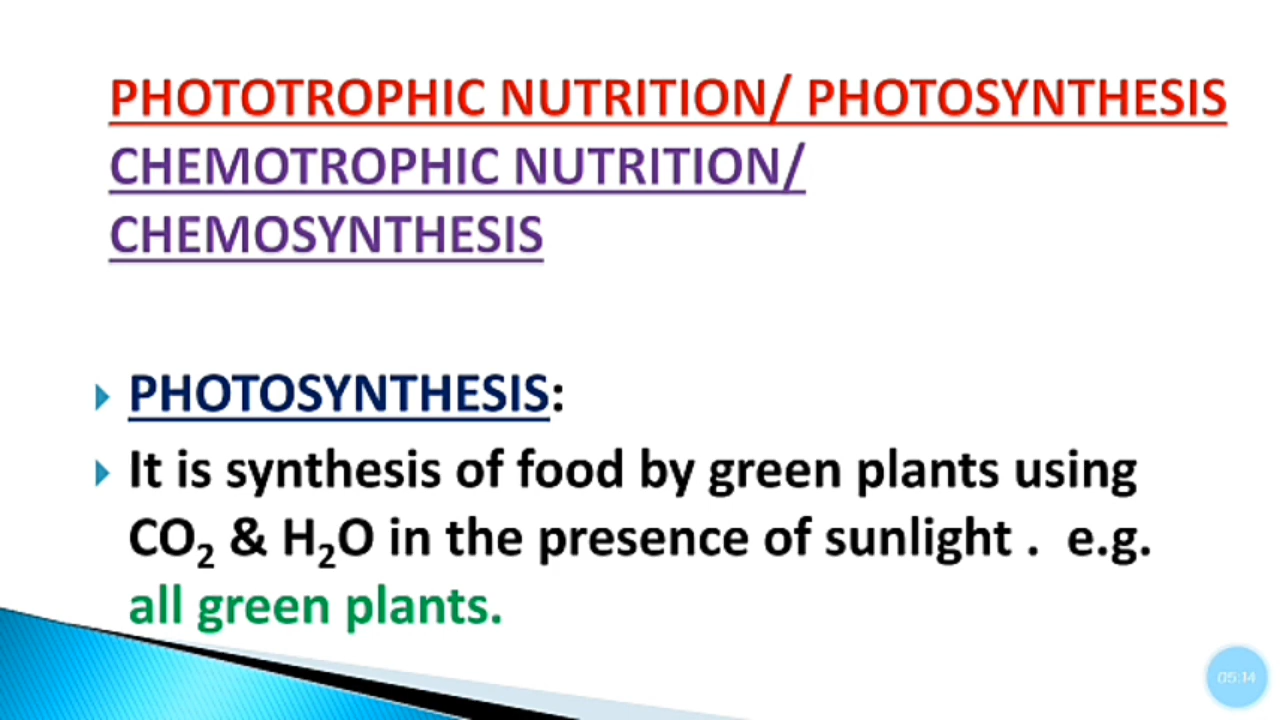 PHOTOTROPHIC NUTRITION/ PHOTOSYNTHESIS
CHEMOTROPHIC NUTRITION/
CHEMOSYNTHESIS
PHOTOSYNTHESIS:
It is synthesis of food by green plants using
CO₂ & H₂O in the presence of sunlight . e.g.
all green plants.
05:14